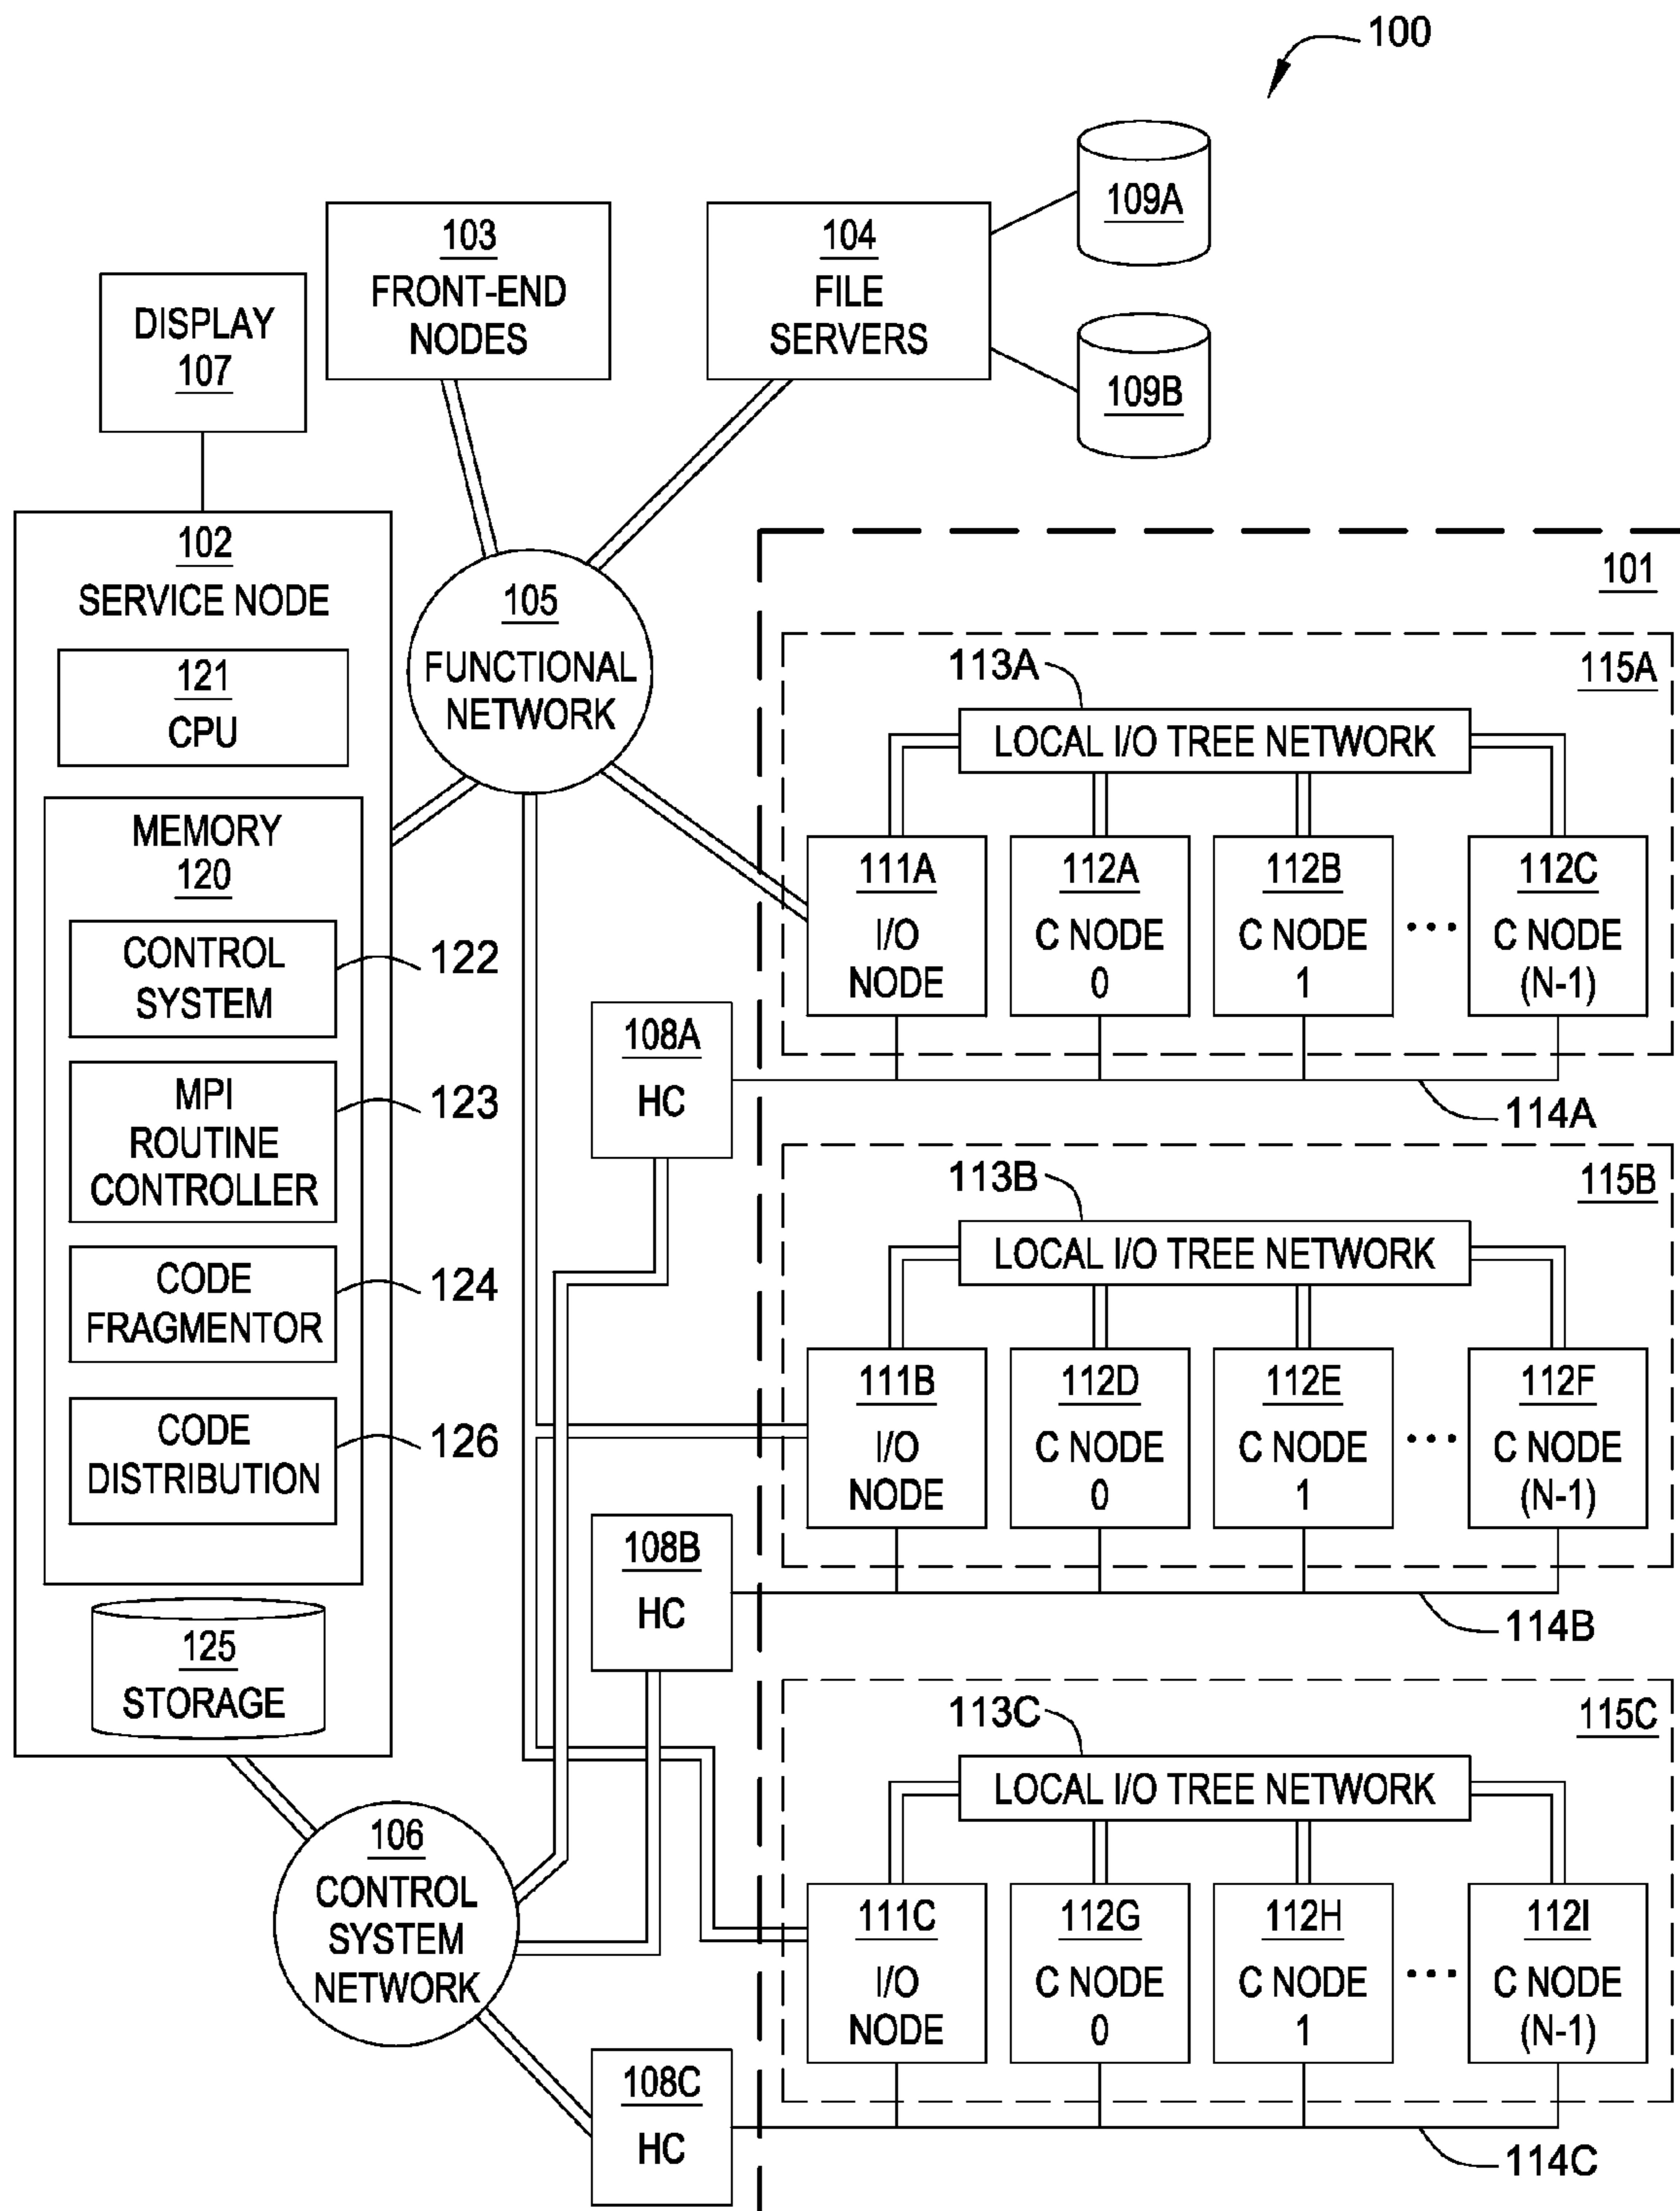 100
109A
103
FRONT-END
NODES
104
FILE
SERVERS
109B
DISPLAY
107
102
SERVICE NODE
121
CPU
MEMORY
120
CONTROL
SYSTEM
122
MPI
ROUTINE
CONTROLLER
123
CODE
FRAGMENTOR
124
CODE
DISTRIBUTION
126
125
STORAGE
105
FUNCTIONAL
NETWORK
106
CONTROL
SYSTEM
NETWORK
108A
HC
108B
HC
108C
HC
101
115A
113A
LOCAL I/O TREE NETWORK
111A
I/O
NODE
112A
C NODE
0
112B
C NODE
1
...
112C
C NODE
(N-1)
114A
115B
113B
LOCAL I/O TREE NETWORK
111B
I/O
NODE
112D
C NODE
0
112E
C NODE
1
...
112F
C NODE
(N-1)
114B
115C
113C
LOCAL I/O TREE NETWORK
111C
I/O
NODE
112G
C NODE
0
112H
C NODE
1
...
112I
C NODE
(N-1)
114C